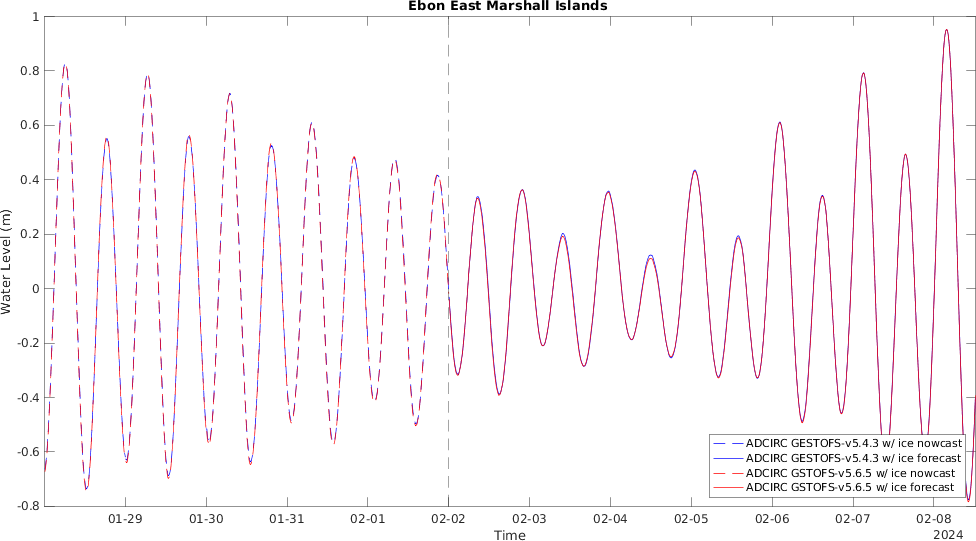 Ebon East Marshall Islands
Water Level (m)
1
0.8
0.6
0.4
0.2
0
-0.2
-0.4
-0.6
-0.8
ADCIRC GESTOFS-v5.4.3 w/ ice nowcast
ADCIRC GESTOFS-v5.4.3 w/ ice forecast
ADCIRC GSTOFS-v5.6.5 w/ ice nowcast
ADCIRC GSTOFS-v5.6.5 w/ ice forecast
01-29 01-30 01-31 02-01 02-02 02-03 02-04 02-05 02-06 02-07 02-08
Time
2024